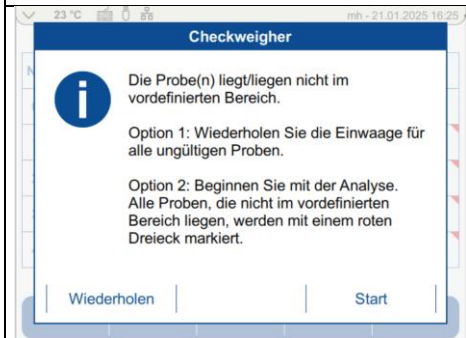 23 °C
mh - 21.01.2025 16:25
Checkweigher
Die Probe(n) liegt/liegen nicht im
vordefinierten Bereich.
Option 1: Wiederholen Sie die Einwaage für
alle ungültigen Proben.
Option 2: Beginnen Sie mit der Analyse.
Alle Proben, die nicht im vordefinierten
Bereich liegen, werden mit einem roten
Dreieck markiert.
Wiederholen
Start